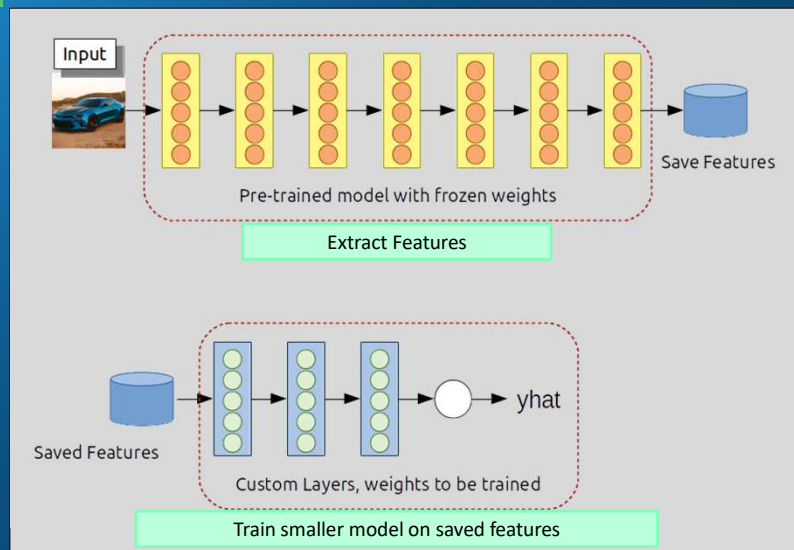 Input
Save Features
Pre-trained model with frozen weights
Extract Features
yhat
Saved Features
Custom Layers, weights to be trained
Train smaller model on saved features